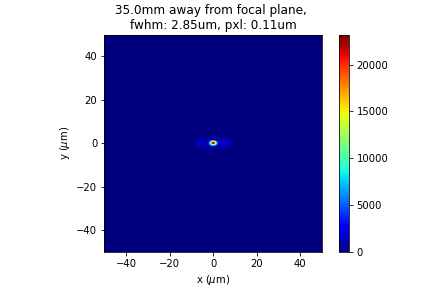 35.0mm away from focal plane,
fwhm: 2.85um, pxl: 0.11um
y (μm)
40
20
0
−20
−40
−40 −20 0 20 40
x (μm)
20000
15000
10000
5000
0